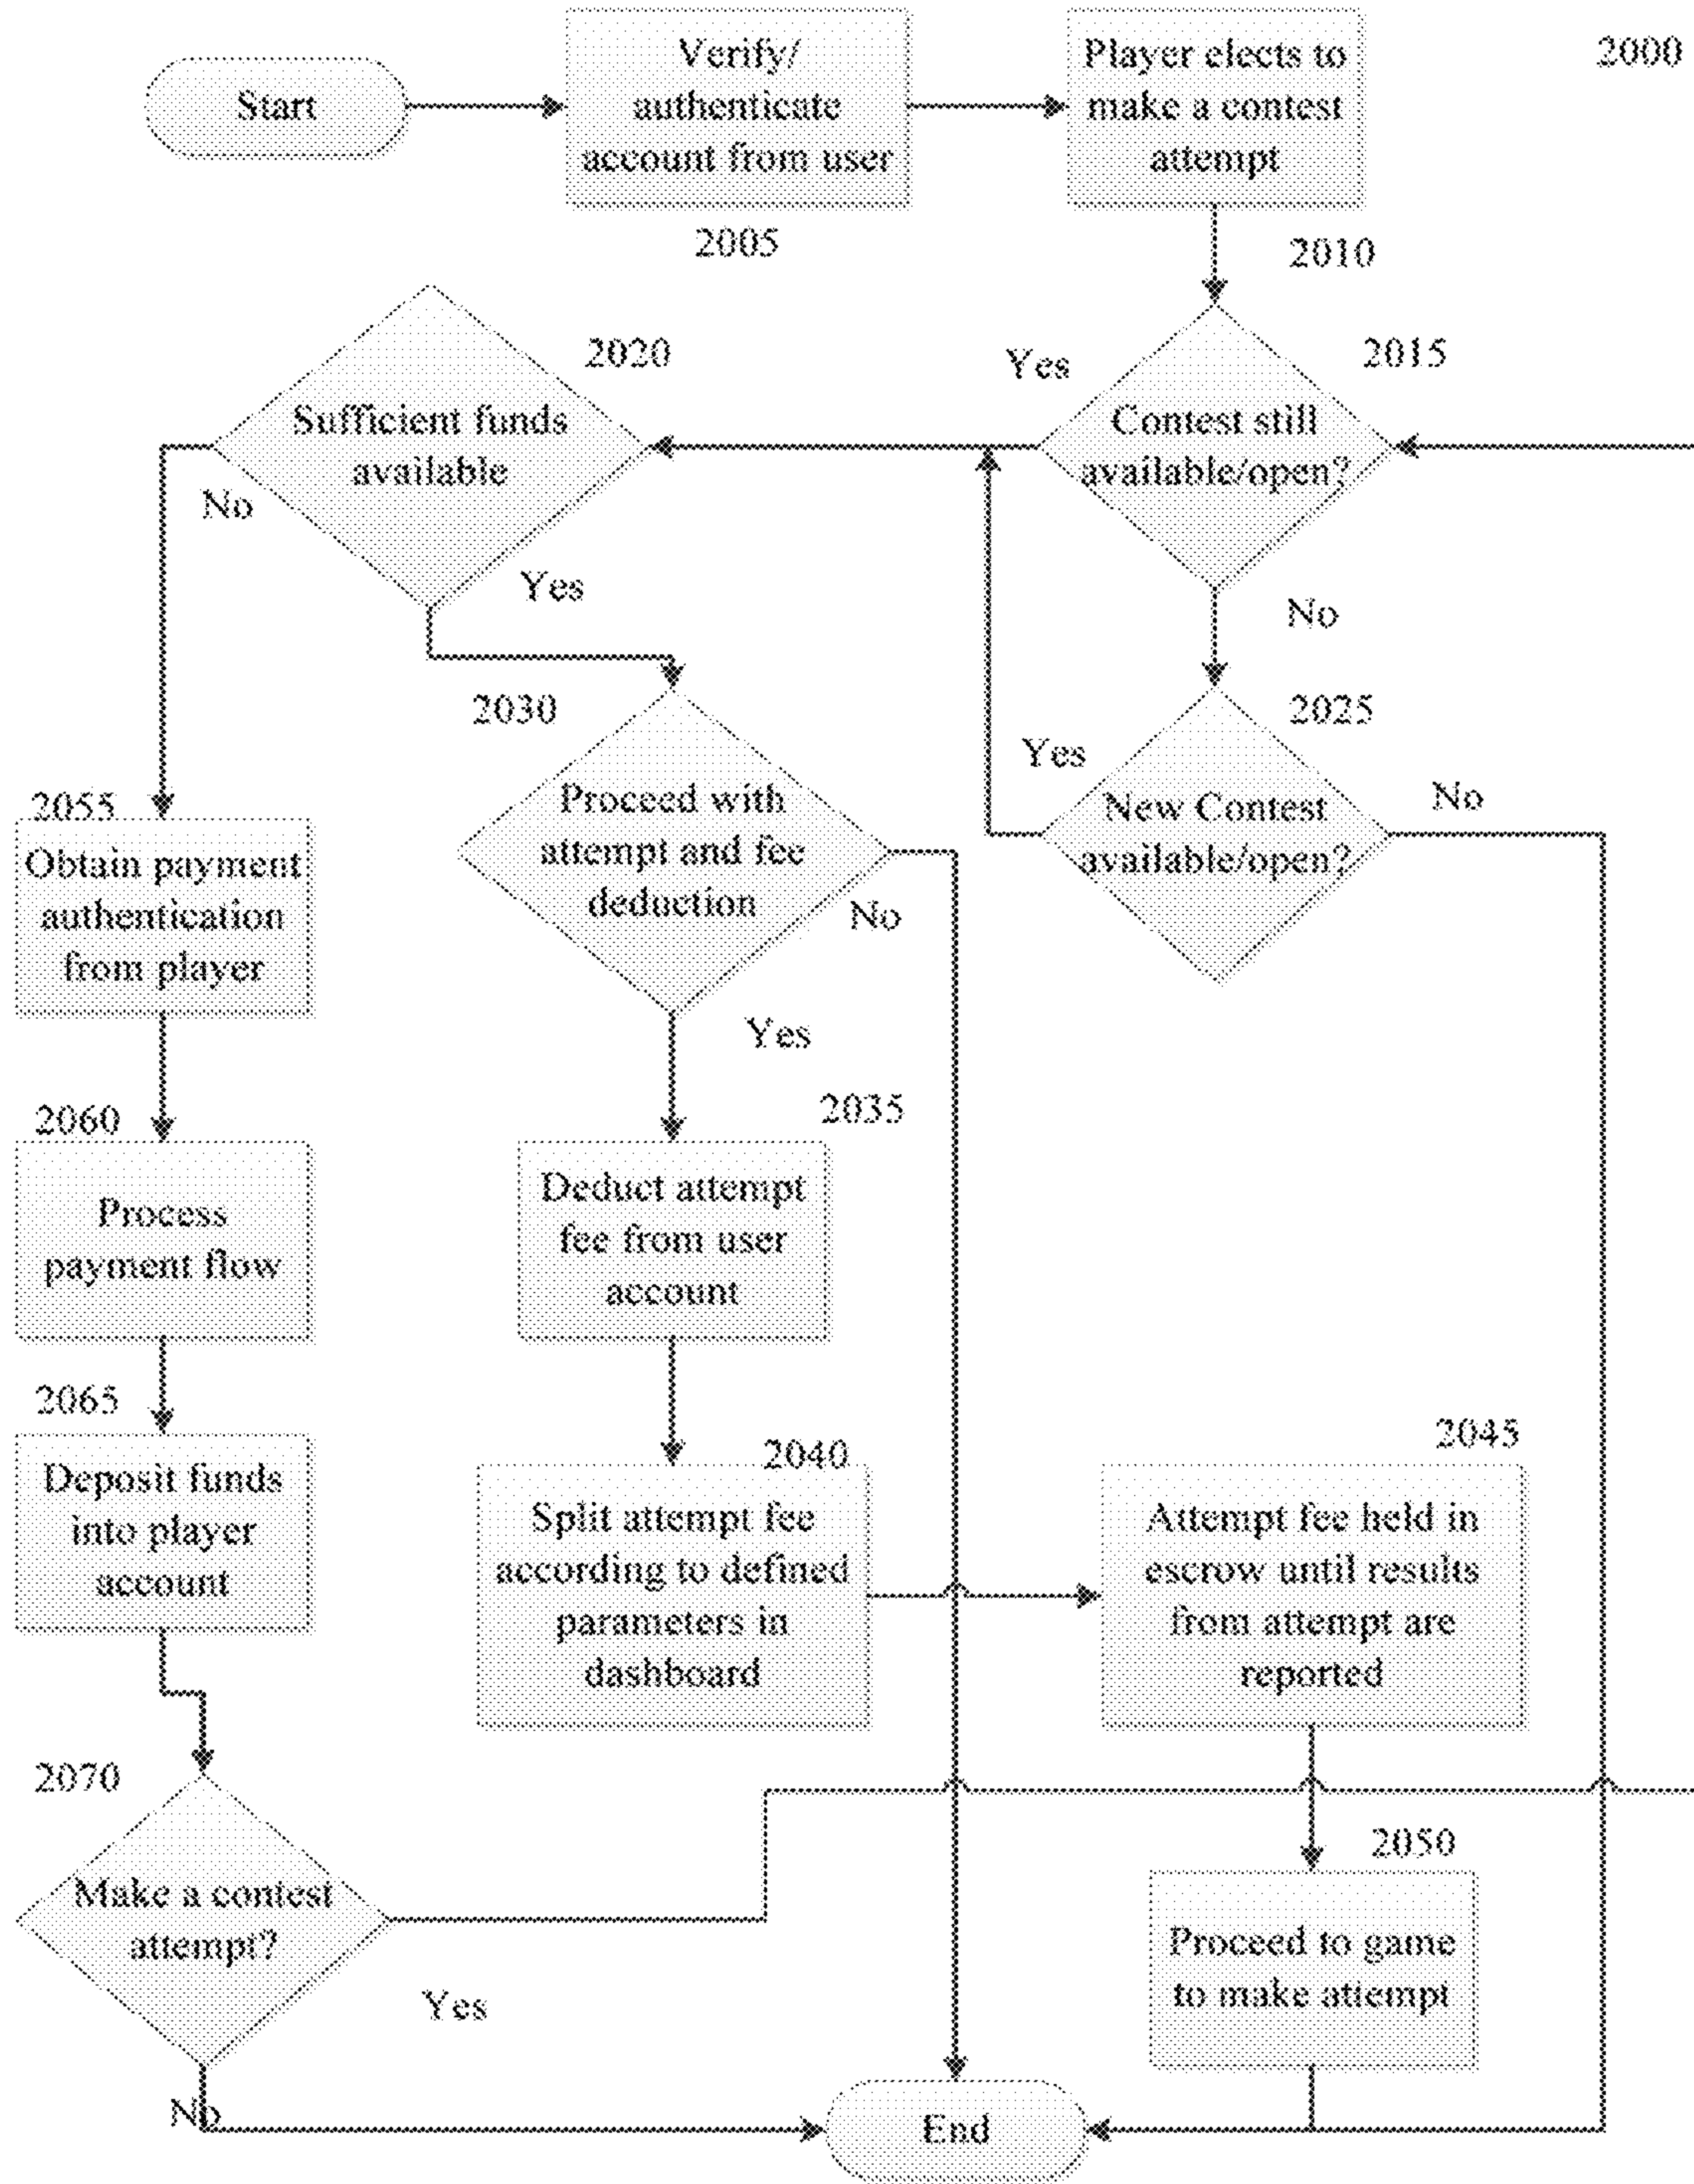 Start
Verify/
authenticate
account from user
2005
Player elects to
make a contest
attempt
2000
2010
2015
Contest still
available/open?
Yes
No
2020
Sufficient funds
available
No
Yes
2025
New Contest
available/open?
Yes
No
2030
Proceed with
attempt and fee
deduction
No
Yes
2055
Obtain payment
authentication
from player
2060
Process
payment flow
2035
Deduct attempt
fee from user
account
2065
Deposit funds
into player
account
2040
Split attempt fee
according to defined
parameters in
dashboard
2045
Attempt fee held in
escrow until results
from attempt are
reported
2070
Make a contest
attempt?
Yes
No
2050
Proceed to game
to make attempt
End